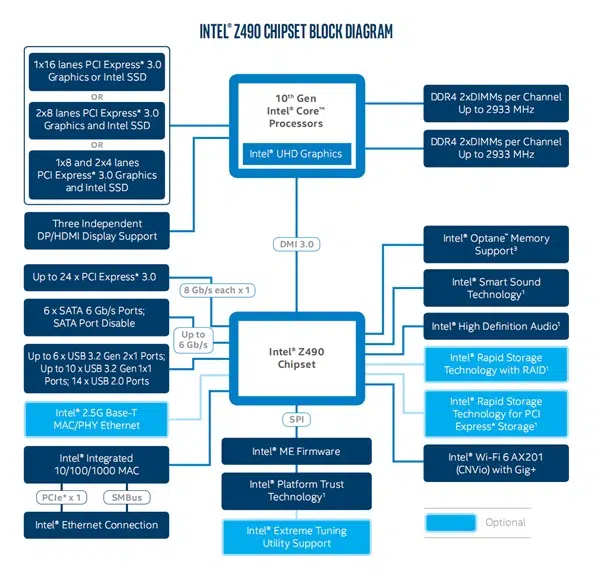 INTEL® Z490 CHIPSET BLOCK DIAGRAM
1x16 lanes PCI Express* 3.0
Graphics or Intel SSD
OR
2x8 lanes PCI Express* 3.0
Graphics and Intel SSD
OR
1x8 and 2x4 lanes
PCI Express* 3.0 Graphics
and Intel SSD
Three Independent
DP/HDMI Display Support
10th Gen
Intel® Core™
Processors
Intel® UHD Graphics
DDR4 2xDIMMs per Channel
Up to 2933 MHz
DDR4 2xDIMMs per Channel
Up to 2933 MHz
DMI 3.0
Up to 24 x PCI Express* 3.0
8 Gb/s each x 1
6 x SATA 6 Gb/s Ports;
SATA Port Disable
Up to
6 Gb/s
Up to 6 x USB 3.2 Gen 2x1 Ports;
Up to 10 x USB 3.2 Gen 1x1
Ports; 14 x USB 2.0 Ports
Intel® 2.5G Base-T
MAC/PHY Ethernet
Intel® Integrated
10/100/1000 MAC
PCIe* x 1
SMBus
Intel® Ethernet Connection
Intel® Z490
Chipset
SPI
Intel® ME Firmware
Intel® Platform Trust
Technology¹
Intel® Extreme Tuning
Utility Support
Intel® Optane™ Memory
Support³
Intel® Smart Sound
Technology¹
Intel® High Definition Audio¹
Intel® Rapid Storage
Technology with RAID¹
Intel® Rapid Storage
Technology for PCI
Express* Storage¹
Intel® Wi-Fi 6 AX201
(CNVio) with Gig+
Optional